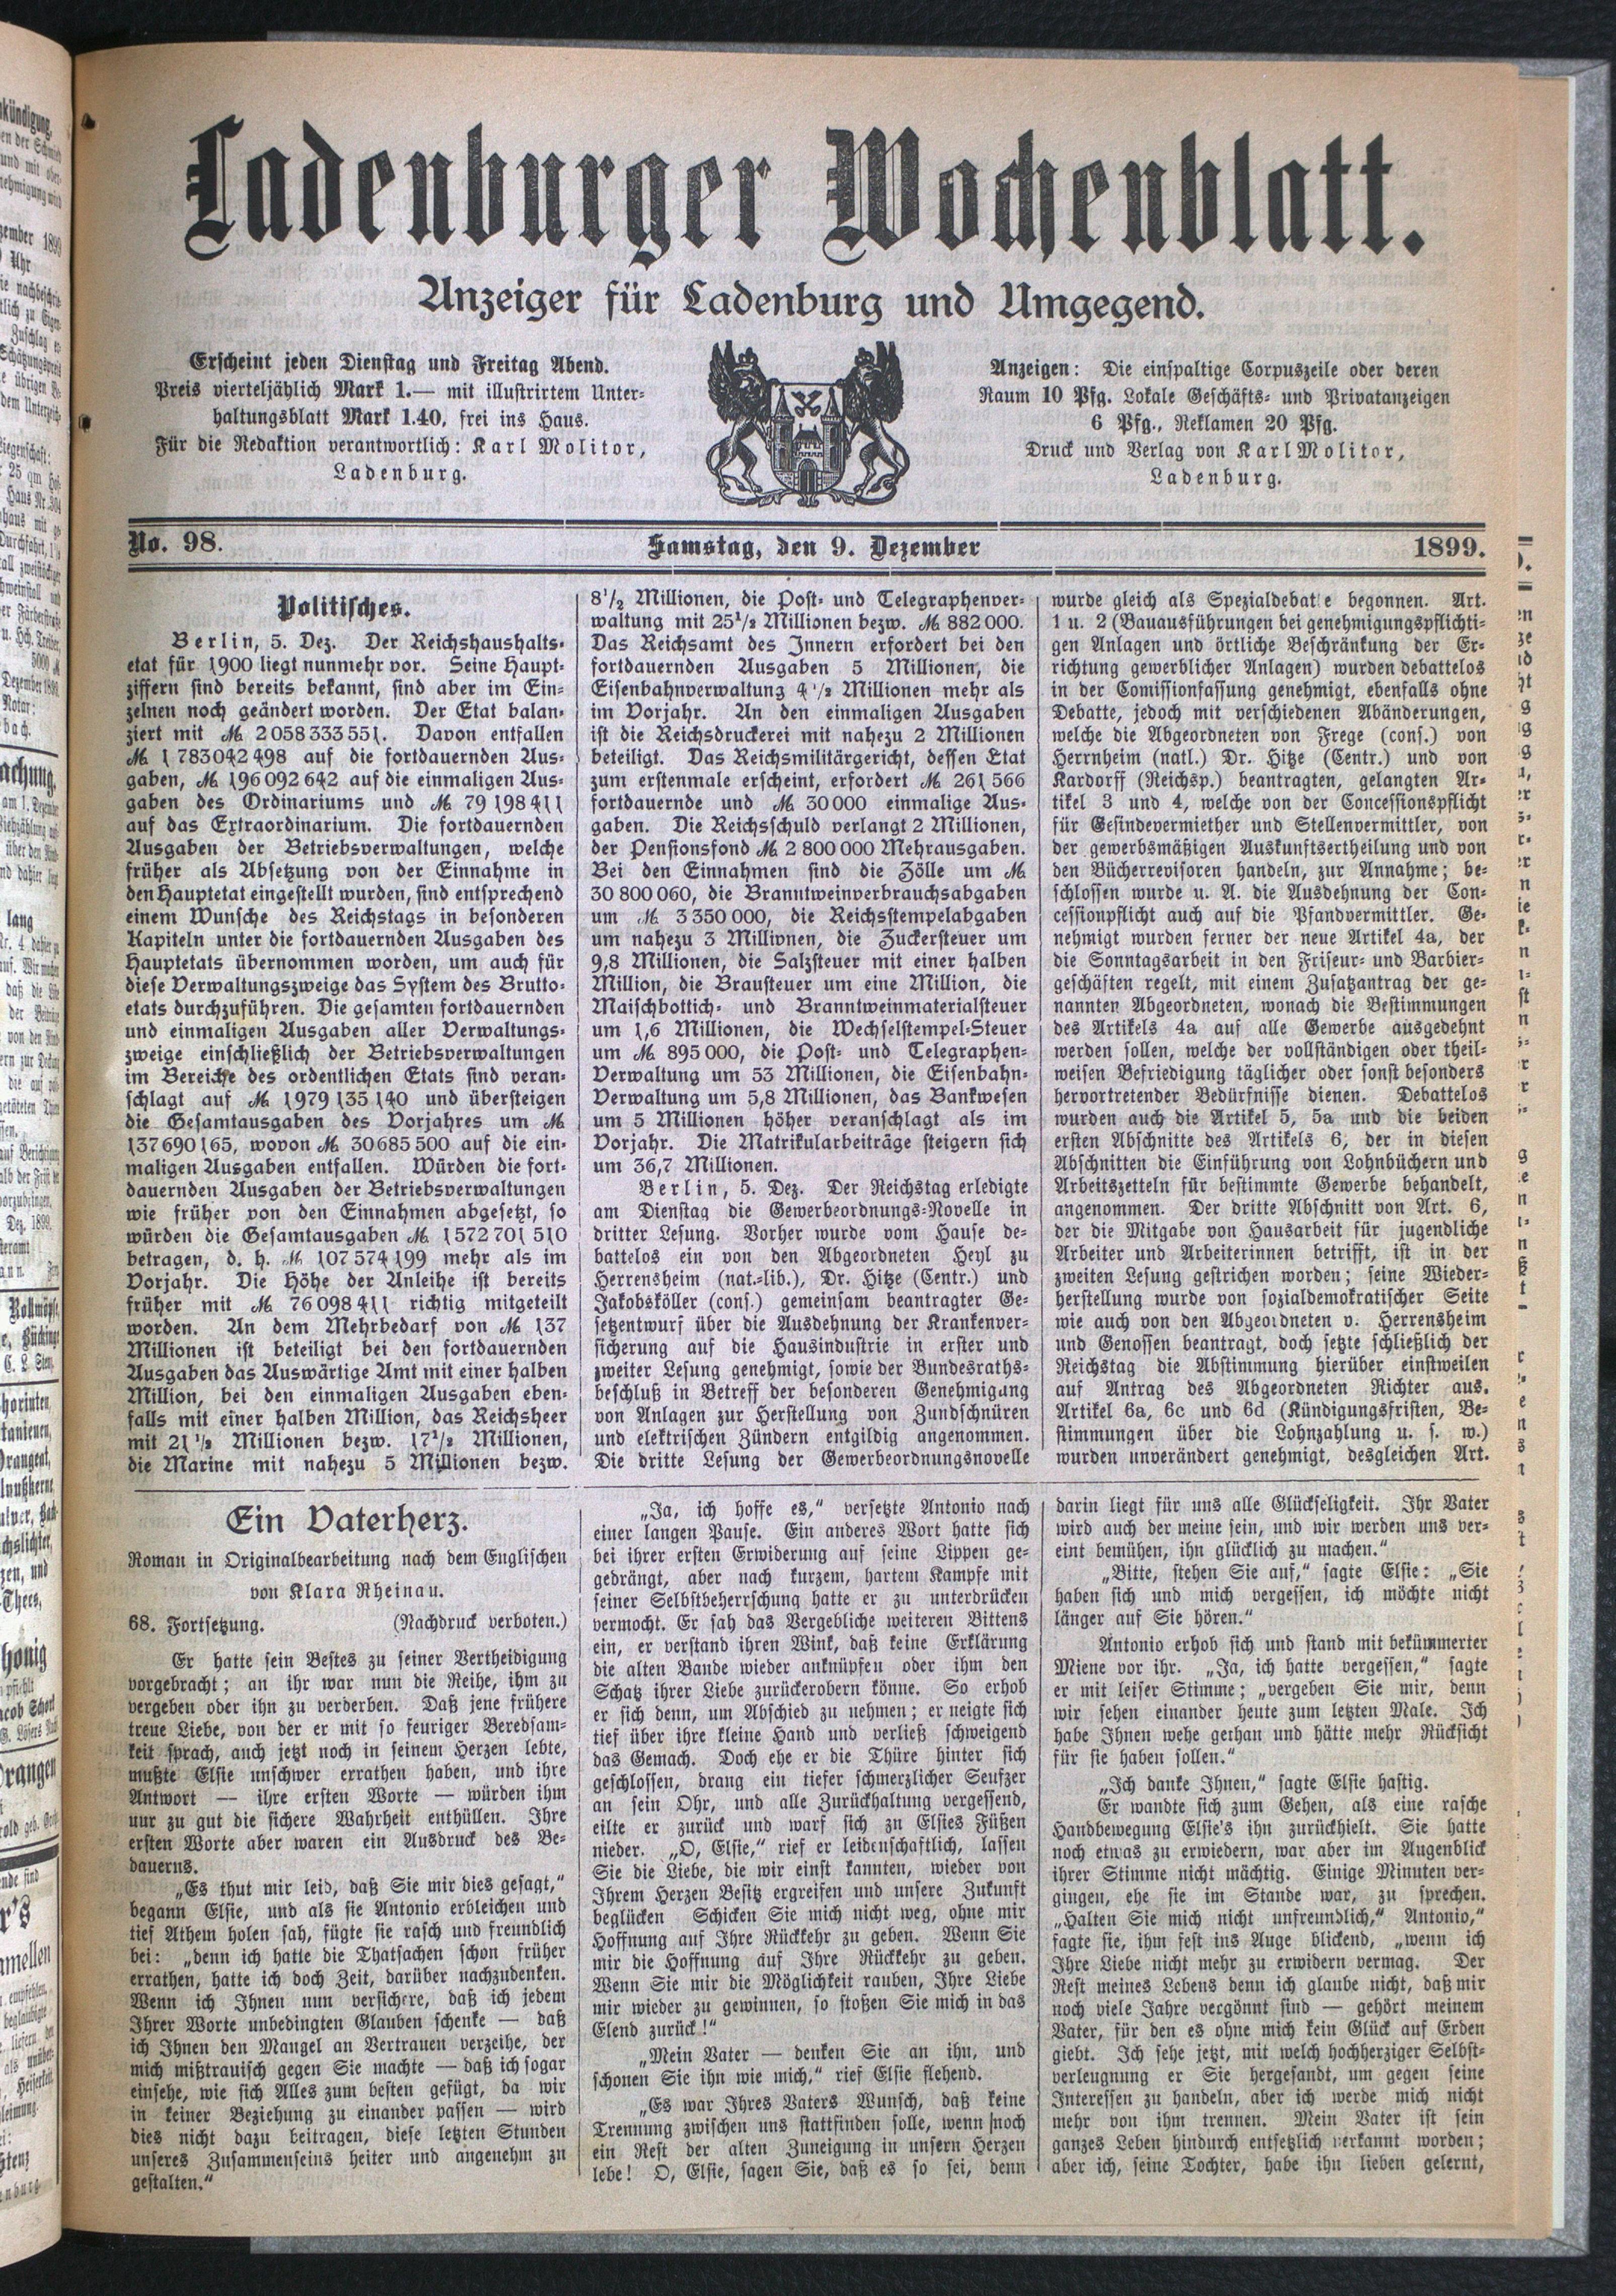 Ladenburger Wochenblatt.
Anzeiger für Ladenburg und Umgegend.
Erscheint jeden Dienstag und Freitag Abend.
Preis vierteljählich Mark 1.— mit illustrirtem Unter-
haltungsblatt Mark 1.40, frei ins Haus.
Für die Redaktion verantwortlich: Karl Molitor,
Ladenburg.
Anzeigen: Die einspaltige Corpuszeile oder deren
Raum 10 Pfg. Lokale Geschäfts- und Privatanzeigen
6 Pfg., Reklamen 20 Pfg.
Druck und Verlag von Karl Molitor,
Ladenburg.
No. 98.
Samstag, den 9. Dezember
1899.
Politisches.
Berlin, 5. Dez. Der Reichshaushalts-
etat für 1900 liegt nunmehr vor. Seine Haupt-
ziffern sind bereits bekannt, sind aber im Ein-
zelnen noch geändert worden. Der Etat balan-
ziert mit M. 2 058 333 551. Davon entfallen
M. 1 783 042 498 auf die fortdauernden Aus-
gaben, M. 196 092 642 auf die einmaligen Aus-
gaben des Ordinariums und M. 79 198 411
auf das Extraordinarium. Die fortdauernden
Ausgaben der Betriebsverwaltungen, welche
früher als Absetzung von der Einnahme in
den Hauptetat eingestellt wurden, sind entsprechend
einem Wunsche des Reichstags in besonderen
Kapiteln unter die fortdauernden Ausgaben des
Hauptetats übernommen worden, um auch für
diese Verwaltungszweige das System des Brutto-
etats durchzuführen. Die gesamten fortdauernden
und einmaligen Ausgaben aller Verwaltungs-
zweige einschließlich der Betriebsverwaltungen
im Bereiche des ordentlichen Etats sind veran-
schlagt auf M. 1979 135 140 und übersteigen
die Gesamtausgaben des Vorjahres um M.
137 690 165, wovon M. 30 685 500 auf die ein-
maligen Ausgaben entfallen. Würden die fort-
dauernden Ausgaben der Betriebsverwaltungen
wie früher von den Einnahmen abgesetzt, so
würden die Gesamtausgaben M. 1 572 701 510
betragen, d. h. M. 107 574 199 mehr als im
Vorjahr. Die Höhe der Anleihe ist bereits
früher mit M. 76 098 411 richtig mitgeteilt
worden. An dem Mehrbedarf von M. 137
Millionen ist beteiligt bei den fortdauernden
Ausgaben das Auswärtige Amt mit einer halben
Million, bei den einmaligen Ausgaben eben-
falls mit einer halben Million, das Reichsheer
mit 21 1/2 Millionen bezw. 17 1/2 Millionen,
die Marine mit nahezu 5 Millionen bezw.
8 1/2 Millionen, die Post- und Telegraphenver-
waltung mit 25 1/2 Millionen bezw. M. 882 000.
Das Reichsamt des Innern erfordert bei den
fortdauernden Ausgaben 5 Millionen, die
Eisenbahnverwaltung 4 1/2 Millionen mehr als
im Vorjahr. An den einmaligen Ausgaben
ist die Reichsdruckerei mit nahezu 2 Millionen
beteiligt. Das Reichsmilitärgericht, dessen Etat
zum erstenmale erscheint, erfordert M. 261 566
fortdauernde und M. 30 000 einmalige Aus-
gaben. Die Reichsschuld verlangt 2 Millionen,
der Pensionsfond M. 2 800 000 Mehrausgaben.
Bei den Einnahmen sind die Zölle um M.
30 800 060, die Branntweinverbrauchsabgaben
um M. 3 350 000, die Reichsstempelabgaben
um nahezu 3 Millivnen, die Zuckersteuer um
9,8 Millionen, die Salzsteuer mit einer halben
Million, die Brausteuer um eine Million, die
Maischbottich- und Branntweinmaterialsteuer
um 1,6 Millionen, die Wechselstempel-Steuer
um M. 895 000, die Post- und Telegraphen-
Verwaltung um 53 Millionen, die Eisenbahn-
Verwaltung um 5,8 Millionen, das Bankwesen
um 5 Millionen höher veranschlagt als im
Vorjahr. Die Matrikularbeiträge steigern sich
um 36,7 Millionen.
Berlin, 5. Dez. Der Reichstag erledigte
am Dienstag die Gewerbeordnungs-Novelle in
dritter Lesung. Vorher wurde vom Hause de-
battelos ein von den Abgeordneten Heyl zu
Herrensheim (nat.-lib.), Dr. Hitze (Centr.) und
Jakobsköller (cons.) gemeinsam beantragter Ge-
setzentwurf über die Ausdehnung der Krankenver-
sicherung auf die Hausindustrie in erster und
zweiter Lesung genehmigt, sowie der Bundesraths-
beschluß in Betreff der besonderen Genehmigung
von Anlagen zur Herstellung von Zundschnüren
und elektrischen Zündern entgildig angenommen.
Die dritte Lesung der Gewerbeordnungsnovelle
wurde gleich als Spezialdebatte begonnen. Art.
1 u. 2 (Bauausführungen bei genehmigungspflichti-
gen Anlagen und örtliche Beschränkung der Er-
richtung gewerblicher Anlagen) wurden debattelos
in der Comissionfassung genehmigt, ebenfalls ohne
Debatte, jedoch mit verschiedenen Abänderungen,
welche die Abgeordneten von Frege (cons.) von
Herrnheim (natl.) Dr. Hitze (Centr.) und von
Kardorff (Reichsp.) beantragten, gelangten Ar-
tikel 3 und 4, welche von der Concessionspflicht
für Gesindevermiether und Stellenvermittler, von
der gewerbsmäßigen Auskunftsertheilung und von
den Bücherrevisoren handeln, zur Annahme; be-
schlossen wurde u. A. die Ausdehnung der Con-
cessionpflicht auch auf die Pfandvermittler. Ge-
nehmigt wurden ferner der neue Artikel 4a, der
die Sonntagsarbeit in den Friseur- und Barbier-
geschäften regelt, mit einem Zusatzantrag der ge-
nannten Abgeordneten, wonach die Bestimmungen
des Artikels 4a auf alle Gewerbe ausgedehnt
werden sollen, welche der vollständigen oder theil-
weisen Befriedigung täglicher oder sonst besonders
hervortretender Bedürfnisse dienen. Debattelos
wurden auch die Artikel 5, 5a und die beiden
ersten Abschnitte des Artikels 6, der in diesen
Abschnitten die Einführung von Lohnbüchern und
Arbeitszetteln für bestimmte Gewerbe behandelt,
angenommen. Der dritte Abschnitt von Art. 6,
der die Mitgabe von Hausarbeit für jugendliche
Arbeiter und Arbeiterinnen betrifft, ist in der
zweiten Lesung gestrichen worden; seine Wieder-
herstellung wurde von sozialdemokratischer Seite
wie auch von den Abgeordneten v. Herrensheim
und Genossen beantragt, doch setzte schließlich der
Reichstag die Abstimmung hierüber einstweilen
auf Antrag des Abgeordneten Richter aus.
Artikel 6a, 6c und 6d (Kündigungsfristen, Be-
stimmungen über die Lohnzahlung u. s. w.)
wurden unverändert genehmigt, desgleichen Art.
Ein Vaterherz.
Roman in Originalbearbeitung nach dem Englischen
von Klara Rheinau.
68. Fortsetzung. (Nachdruck verboten.)
Er hatte sein Bestes zu seiner Vertheidigung
vorgebracht; an ihr war nun die Reihe, ihm zu
vergeben oder ihn zu verderben. Daß jene frühere
treue Liebe, von der er mit so feuriger Beredsam-
keit sprach, auch jetzt noch in seinem Herzen lebte,
mußte Elsie unschwer errathen haben, und ihre
Antwort — ihre ersten Worte — würden ihm
nur zu gut die sichere Wahrheit enthüllen. Ihre
ersten Worte aber waren ein Ausdruck des Be-
dauerns.
„Es thut mir leid, daß Sie mir dies gesagt,“
begann Elsie, und als sie Antonio erbleichen und
tief Athem holen sah, fügte sie rasch und freundlich
bei: „denn ich hatte die Thatsachen schon früher
errathen, hatte ich doch Zeit, darüber nachzudenken.
Wenn ich Ihnen nun versichere, daß ich jedem
Ihrer Worte unbedingten Glauben schenke — daß
ich Ihnen den Mangel an Vertrauen verzeihe, der
mich mißtrauisch gegen Sie machte — daß ich sogar
einsehe, wie sich Alles zum besten gefügt, da wir
in keiner Beziehung zu einander passen — wird
dies nicht dazu beitragen, diese letzten Stunden
unseres Zusammenseins heiter und angenehm zu
gestalten.“
„Ja, ich hoffe es,“ versetzte Antonio nach
einer langen Pause. Ein anderes Wort hatte sich
bei ihrer ersten Erwiderung auf seine Lippen ge-
gedrängt, aber nach kurzem, hartem Kampfe mit
seiner Selbstbeherrschung hatte er zu unterdrücken
vermocht. Er sah das Vergebliche weiteren Bittens
ein, er verstand ihren Wink, daß keine Erklärung
die alten Bande wieder anknüpfen oder ihm den
Schatz ihrer Liebe zurückerobern könne. So erhob
er sich denn, um Abschied zu nehmen; er neigte sich
tief über ihre kleine Hand und verließ schweigend
das Gemach. Doch ehe er die Thüre hinter sich
geschlossen, drang ein tiefer schmerzlicher Seufzer
an sein Ohr, und alle Zurückhaltung vergessend,
eilte er zurück und warf sich zu Elsies Füßen
nieder. „O, Elsie,“ rief er leidenschaftlich, lassen
Sie die Liebe, die wir einst kannten, wieder von
Ihrem Herzen Besitz ergreifen und unsere Zukunft
beglücken Schicken Sie mich nicht weg, ohne mir
Hoffnung auf Ihre Rückkehr zu geben. Wenn Sie
mir die Hoffnung auf Ihre Rückkehr zu geben.
Wenn Sie mir die Möglichkeit rauben, Ihre Liebe
mir wieder zu gewinnen, so stoßen Sie mich in das
Elend zurück!“
„Mein Vater — denken Sie an ihn, und
schonen Sie ihn wie mich,“ rief Elsie flehend.
„Es war Ihres Vaters Wunsch, daß keine
Trennung zwischen uns stattfinden solle, wenn noch
ein Rest der alten Zuneigung in unsern Herzen
lebe! O, Elsie, sagen Sie, daß es so sei, denn
darin liegt für uns alle Glückseligkeit. Ihr Vater
wird auch der meine sein, und wir werden uns ver-
eint bemühen, ihn glücklich zu machen.“
„Bitte, stehen Sie auf,“ sagte Elsie: „Sie
haben sich und mich vergessen, ich möchte nicht
länger auf Sie hören.“
Antonio erhob sich und stand mit bekümmerter
Miene vor ihr. „Ja, ich hatte vergessen,“ sagte
er mit leiser Stimme; „vergeben Sie mir, denn
wir sehen einander heute zum letzten Male. Ich
habe Ihnen wehe gethan und hätte mehr Rücksicht
für sie haben sollen.“
„Ich danke Ihnen,“ sagte Elsie hastig.
Er wandte sich zum Gehen, als eine rasche
Handbewegung Elsie's ihn zurückhielt. Sie hatte
noch etwas zu erwiedern, war aber im Augenblick
ihrer Stimme nicht mächtig. Einige Minuten ver-
gingen, ehe sie im Stande war, zu sprechen.
„Halten Sie mich nicht unfreundlich,“ Antonio,“
sagte sie, ihm fest ins Auge blickend, „wenn ich
Ihre Liebe nicht mehr zu erwidern vermag. Der
Rest meines Lebens denn ich glaube nicht, daß mir
noch viele Jahre vergönnt sind — gehört meinem
Vater, für den es ohne mich kein Glück auf Erden
giebt. Ich sehe jetzt, mit welch hochherziger Selbst-
verleugnung er Sie hergesandt, um gegen seine
Interessen zu handeln, aber ich werde mich nicht
mehr von ihm trennen. Mein Vater ist sein
ganzes Leben hindurch entsetzlich verkannt worden;
aber ich, seine Tochter, habe ihn lieben gelernt,